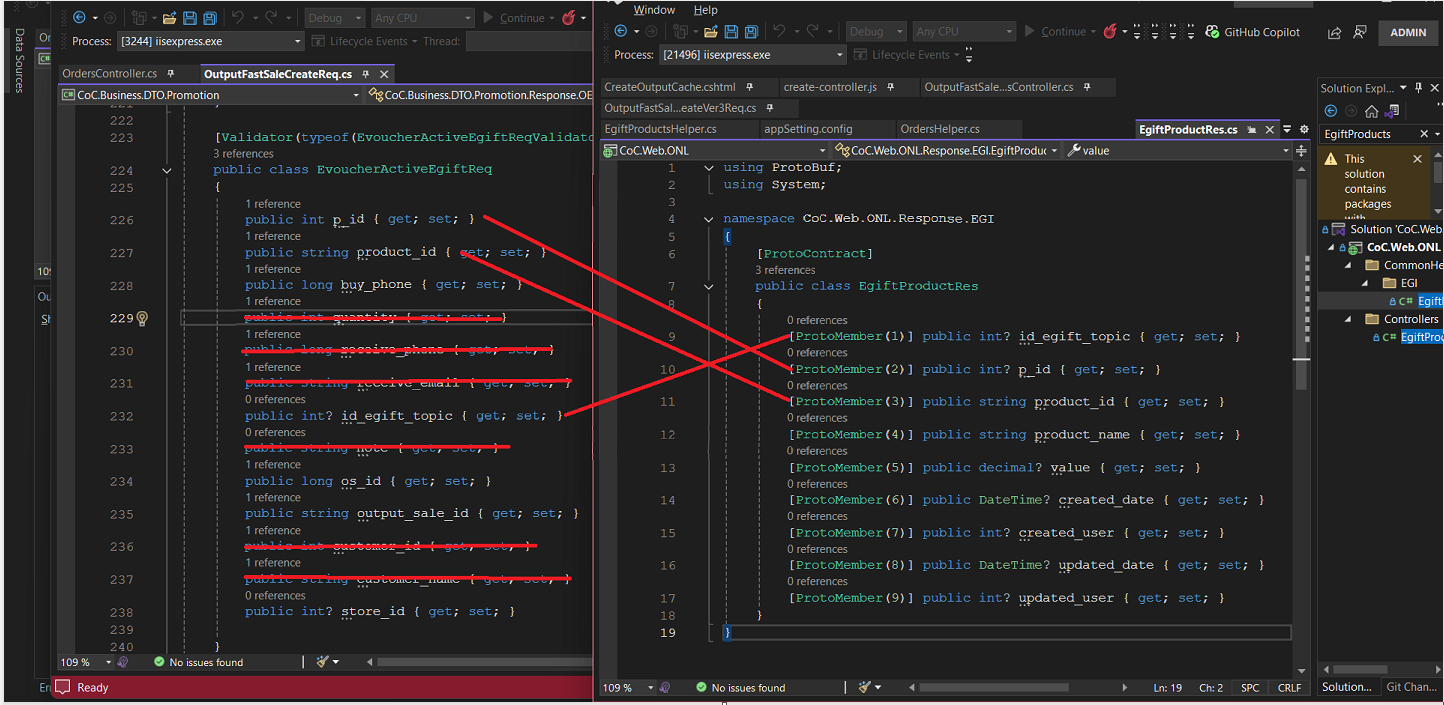 Window Help
Debug
Any CPU
Continue
Process: [3244] iisexpress.exe
Lifecycle Events
Thread:
Data Sources
OrdersController.cs
OutputFastSaleCreateReq.cs
CoC.Business.DTO.Promotion
CoC.Business.DTO.Promotion.Response.OE
222
223 [Validator(typeof(EvoucherActiveEgiftReqValidato
3 references
224 public class EvoucherActiveEgiftReq
225 {
1 reference
226 public int p_id { get; set; }
1 reference
227 public string product_id { get; set; }
1 reference
228 public long buy_phone { get; set; }
1 reference
229 public int quantity { get; set; }
1 reference
230 public long receive_phone { get; set; }
1 reference
231 public string receive_email { get; set; }
0 references
232 public int? id_egift_topic { get; set; }
0 references
233 public string note { get; set; }
1 reference
234 public long os_id { get; set; }
1 reference
235 public string output_sale_id { get; set; }
1 reference
236 public int customer_id { get; set; }
1 reference
237 public string customer_name { get; set; }
0 references
238 public int? store_id { get; set; }
239
240 }
109 %
No issues found
Ready
Debug
Any CPU
Continue
GitHub Copilot
ADMIN
Process: [21496] iisexpress.exe
Lifecycle Events
CreateOutputCache.cshtml
create-controller.js
OutputFastSale...sController.cs
OutputFastSal...eateVer3Req.cs
EgiftProductsHelper.cs
appSetting.config
OrdersHelper.cs
EgiftProductRes.cs
CoC.Web.ONL
CoC.Web.ONL.Response.EGI.EgiftProduc
value
1 using ProtoBuf;
2 using System;
3
4 namespace CoC.Web.ONL.Response.EGI
5 {
6 [ProtoContract]
3 references
7 public class EgiftProductRes
8 {
0 references
9 [ProtoMember(1)] public int? id_egift_topic { get; set; }
0 references
10 [ProtoMember(2)] public int? p_id { get; set; }
0 references
11 [ProtoMember(3)] public string product_id { get; set; }
0 references
12 [ProtoMember(4)] public string product_name { get; set; }
0 references
13 [ProtoMember(5)] public decimal? value { get; set; }
0 references
14 [ProtoMember(6)] public DateTime? created_date { get; set; }
0 references
15 [ProtoMember(7)] public int? created_user { get; set; }
0 references
16 [ProtoMember(8)] public DateTime? updated_date { get; set; }
0 references
17 [ProtoMember(9)] public int? updated_user { get; set; }
18 }
19 }
109 %
No issues found
Ln: 19 Ch: 2 SPC CRLF
Solution Expl...
EgiftProducts
This
solution
contains
packages
with
Solution 'CoC.Web.
CoC.Web.ONL
CommonHe
EGI
C# Egift
Controllers
C# EgiftPro
Solution... Git Chan...